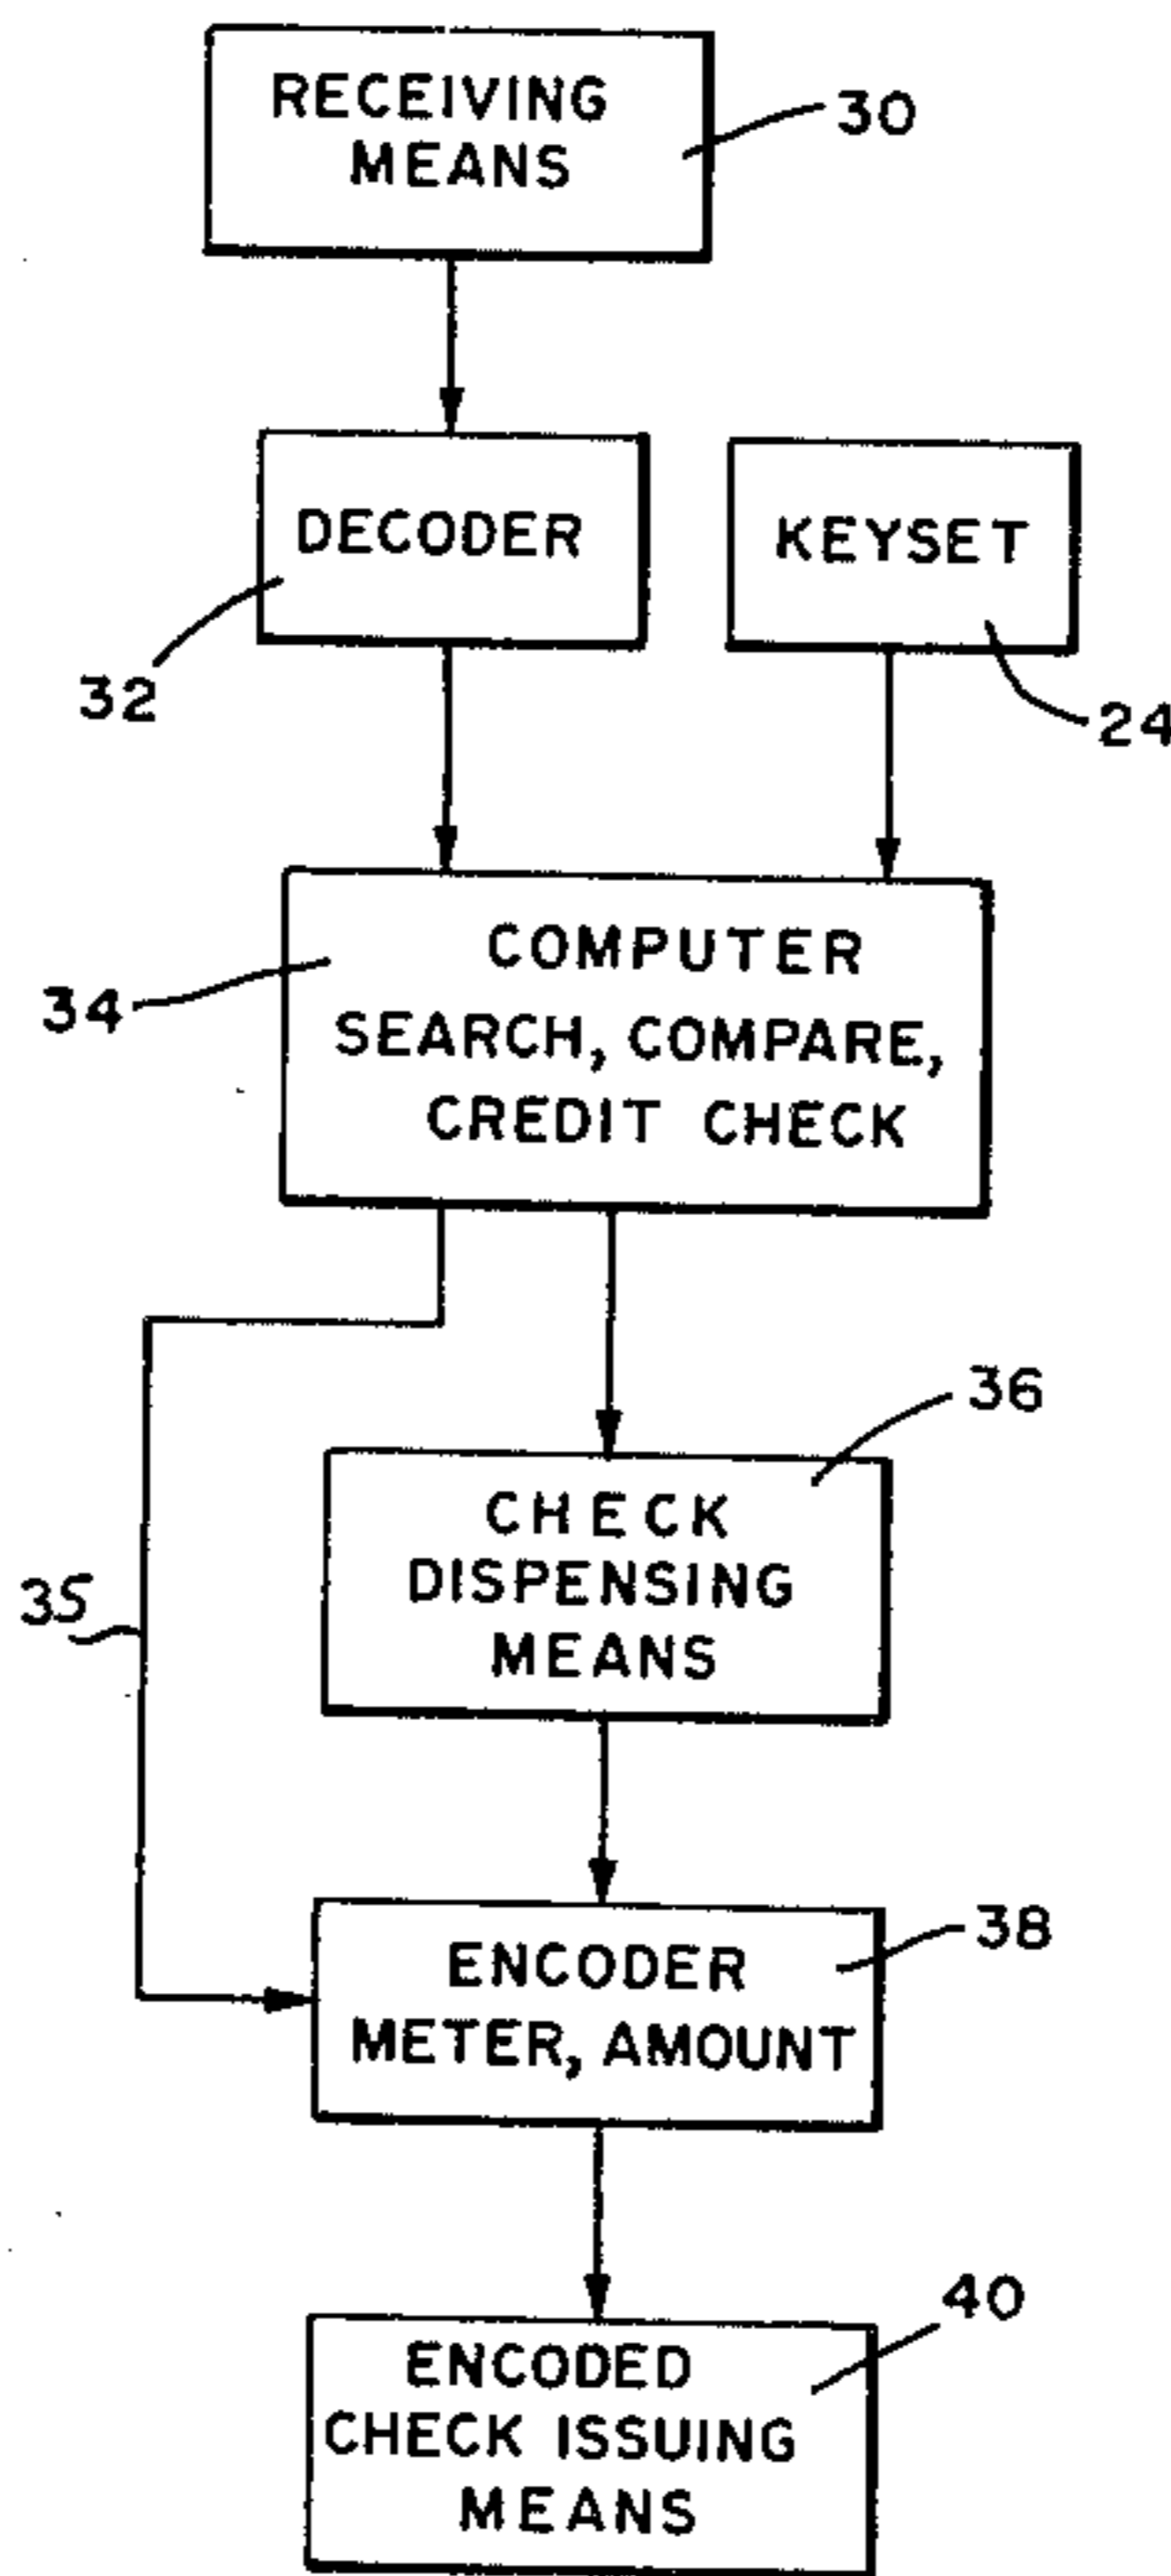 RECEIVING
MEANS
30
DECODER
KEYSET
32
24
COMPUTER
SEARCH, COMPARE,
CREDIT CHECK
34
36
CHECK
DISPENSING
MEANS
35
38
ENCODER
METER, AMOUNT
40
ENCODED
CHECK ISSUING
MEANS